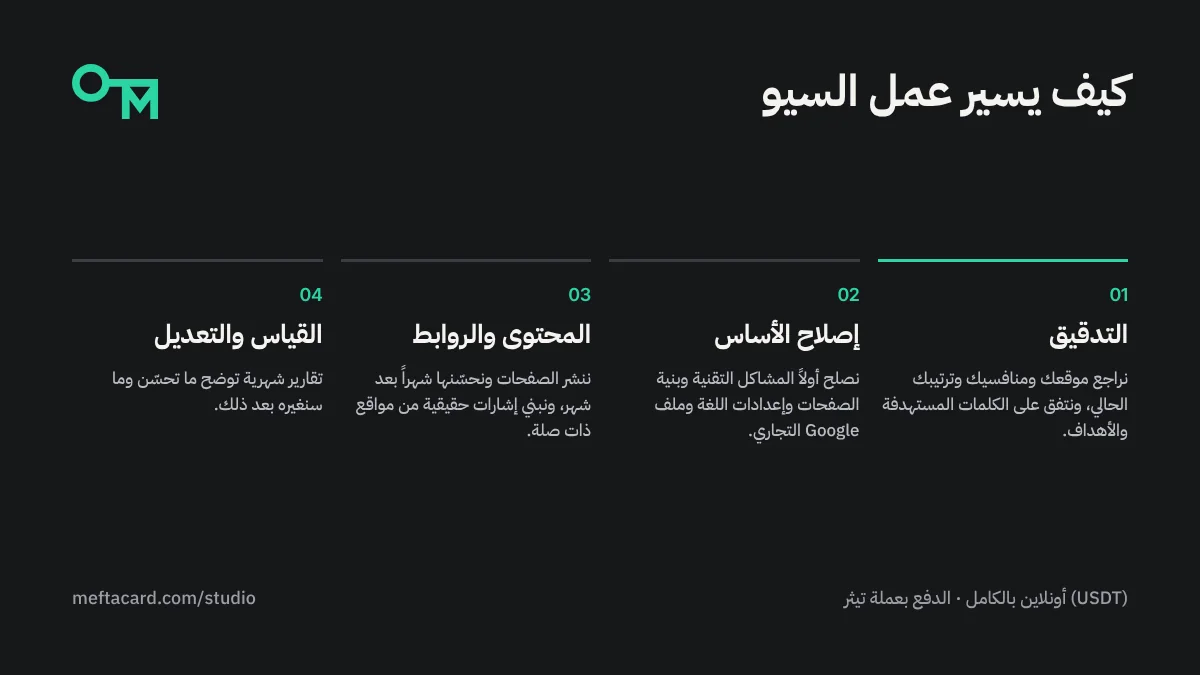 كيف يسير عمل السيو
01
التدقيق
نراجع موقعك ومنافسيك وترتيبك
الحالي، ونتفق على الكلمات المستهدفة
والأهداف.
02
إصلاح الأساس
نصلح أولاً المشاكل التقنية وبنية
الصفحات وإعدادات اللغة وملف
Google التجاري.
03
المحتوى والروابط
ننشر الصفحات ونحسّنها شهراً بعد
شهر، ونبني إشارات حقيقية من مواقع
ذات صلة.
04
القياس والتعديل
تقارير شهرية توضح ما تحسّن وما
سنغيره بعد ذلك.
أونلاين بالكامل · الدفع بعملة تيثر (USDT)
meftacard.com/studio